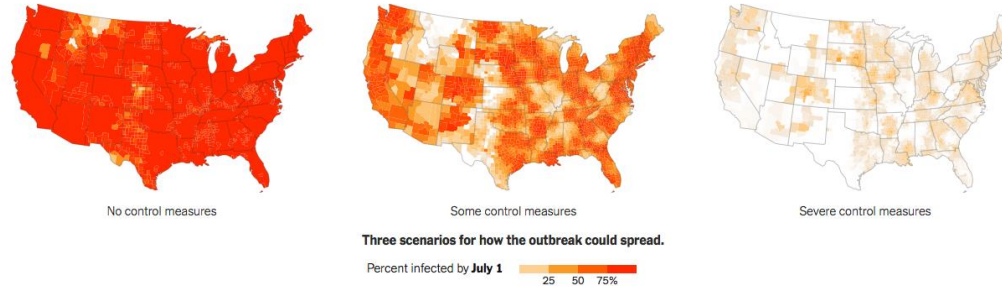 No control measures
Some control measures
Severe control measures
Three scenarios for how the outbreak could spread.
Percent infected by July 1
25 50 75%